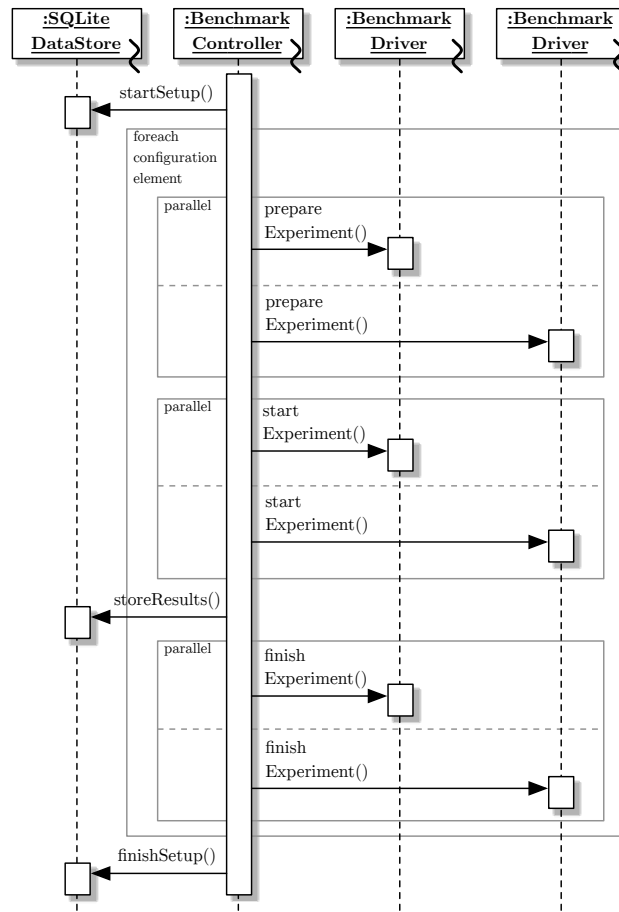 :SQLite
DataStore
:Benchmark
Controller
:Benchmark
Driver
:Benchmark
Driver
startSetup()
foreach
configuration
element
parallel
prepare
Experiment()
prepare
Experiment()
parallel
start
Experiment()
start
Experiment()
storeResults()
parallel
finish
Experiment()
finish
Experiment()
finishSetup()